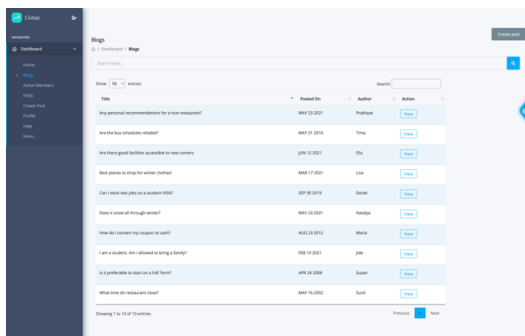 Civitas
Create post
NAVIGATION
Dashboard
Home
Blogs
Active Members
FAQs
Create Post
Profile
Help
More...
Blogs
/ Dashboard / Blogs
Search here...
Show 10 entries
Search:
Title Posted On Author Action
Any personal recommendations for a nice restaurant? MAY 23 2021 Prakhyat View
Are the bus schedules reliable? MAY 21 2016 Tima View
Are there good facilities accessible to new comers JUN 12 2021 Olu View
Best places to shop for winter clothes! MAR 17 2021 Lisa View
Can I work two jobs on a student VISA? SEP 30 2019 Derek View
Does it snow all through winter? MAY 23 2021 Natalya View
How do I convert my coupon to cash? AUG 23 2012 Maria View
I am a student. Am I allowed to bring a family? FEB 10 2021 Jide View
Is it preferable to start on a Fall Term? APR 24 2008 Susan View
What time do restaurant close? MAY 16 2002 Sunil View
Showing 1 to 10 of 10 entries
Previous 1 Next